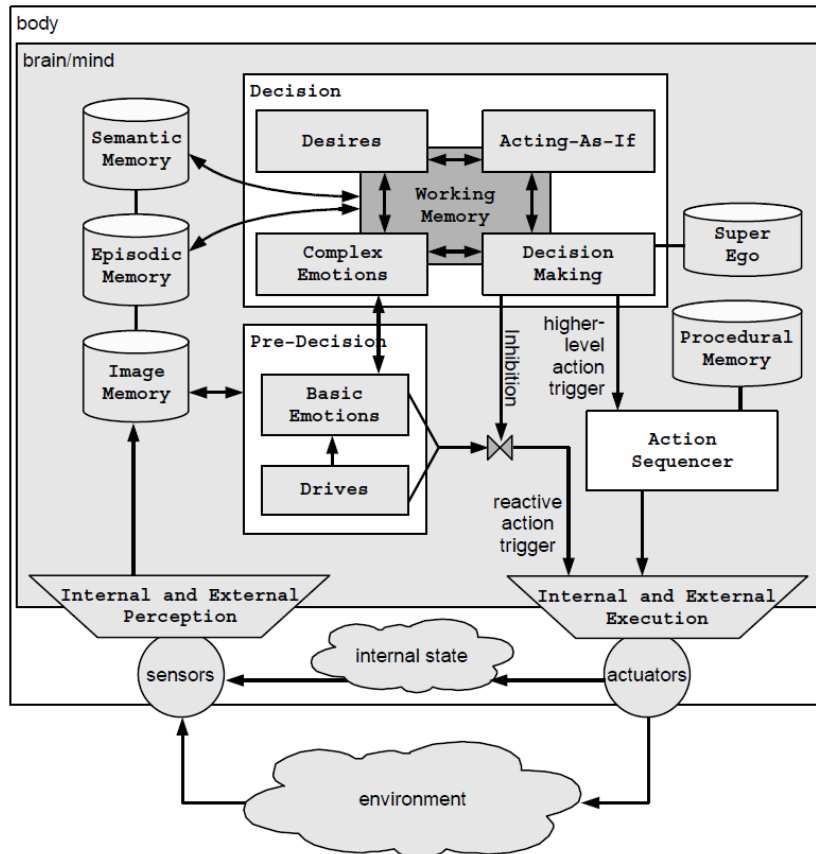 body
brain/mind
Decision
Semantic
Memory
Desires
Acting-As-If
Working
Memory
Episodic
Memory
Complex
Emotions
Decision
Making
Super
Ego
Pre-Decision
Inhibition
higher-
level
action
trigger
Procedural
Memory
Image
Memory
Basic
Emotions
Action
Sequencer
Drives
reactive
action
trigger
Internal and External
Perception
Internal and External
Execution
sensors
internal state
actuators
environment